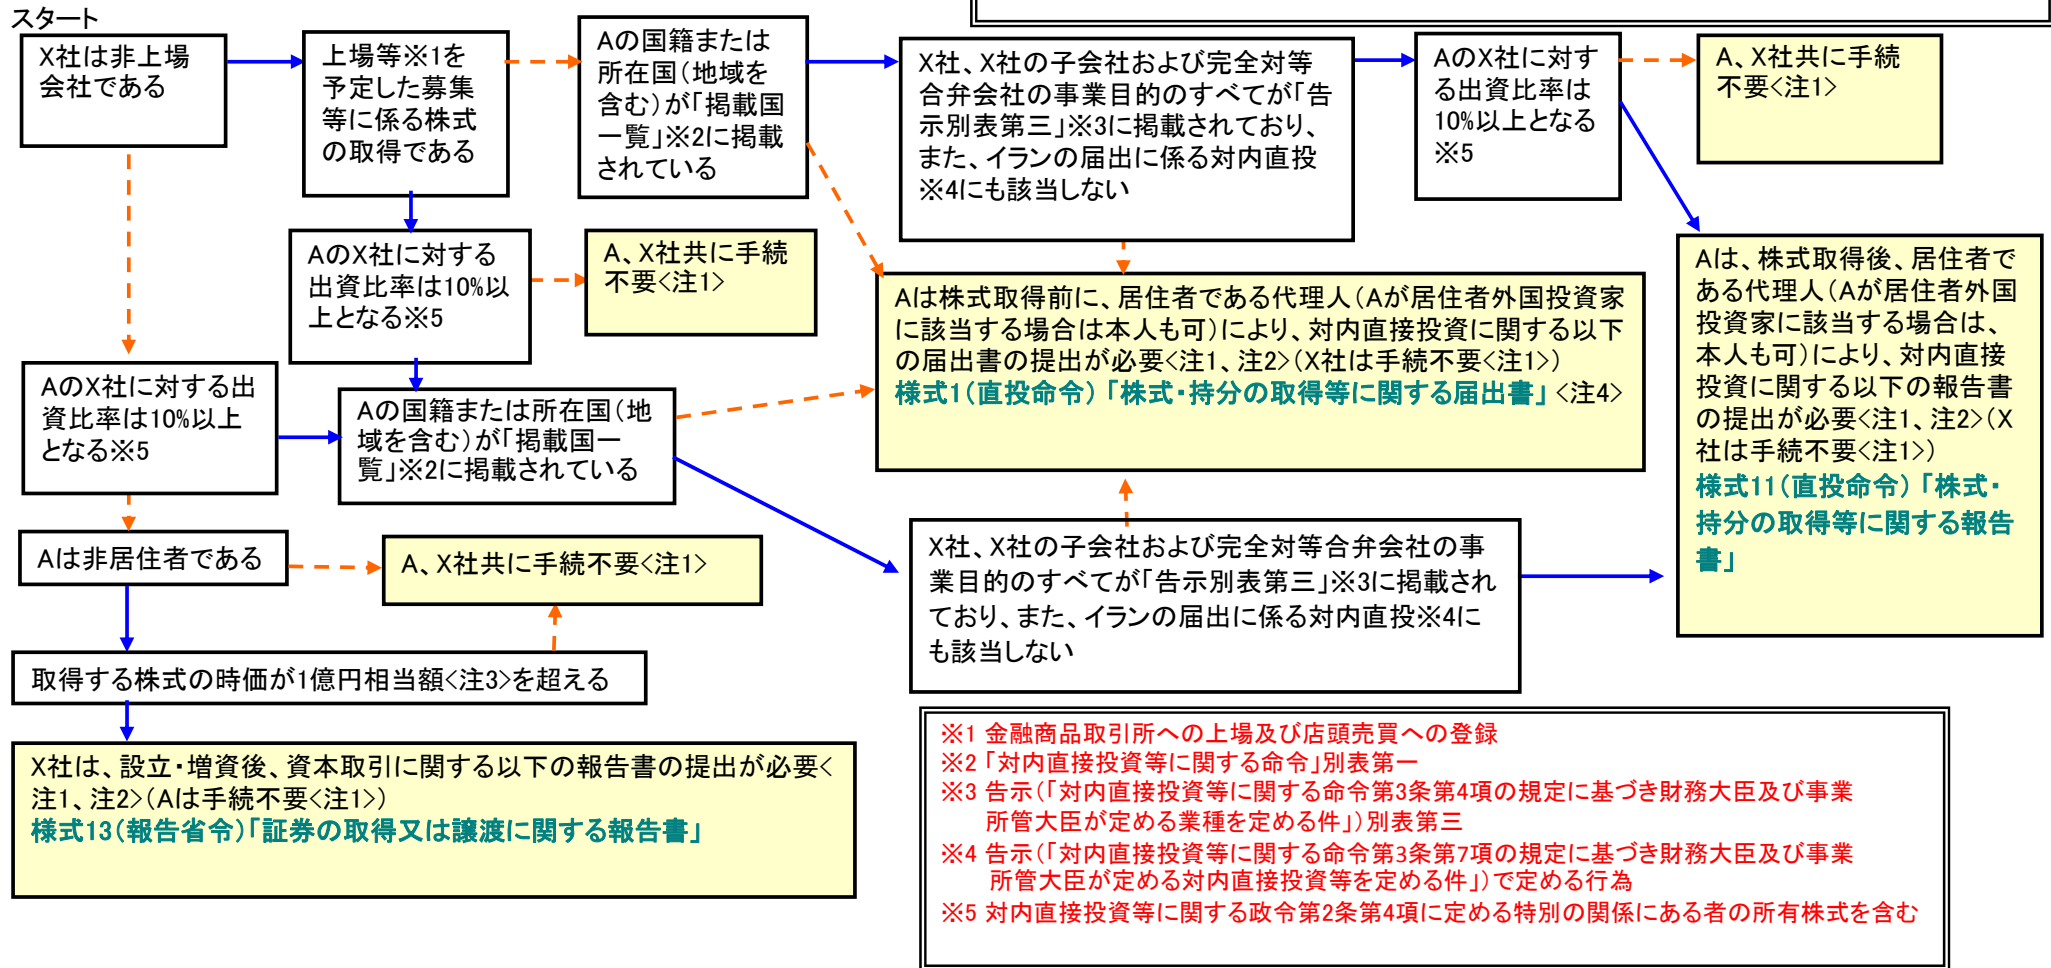 スタート
X社は非上場
会社である
上場等※1を
予定した募集
等に係る株式
の取得である
Aの国籍または
所在国(地域を
含む)が「掲載国
一覧」※2に掲載
されている
X社、X社の子会社および完全対等
合弁会社の事業目的のすべてが「告
示別表第三」※3に掲載されており、
また、イランの届出に係る対内直投
※4にも該当しない
AのX社に対す
る出資比率は
10%以上となる
※5
A、X社共に手続
不要<注1>
AのX社に対する
出資比率は10%以
上となる※5
A、X社共に手続
不要<注1>
Aは株式取得前に、居住者である代理人(Aが居住者外国投資家
に該当する場合は本人も可)により、対内直接投資に関する以下
の届出書の提出が必要<注1、注2>(X社は手続不要<注1>)
様式1(直投命令)「株式・持分の取得等に関する届出書」<注4>
Aは、株式取得後、居住者で
ある代理人(Aが居住者外国
投資家に該当する場合は、
本人も可)により、対内直接
投資に関する以下の報告書
の提出が必要<注1、注2>(X
社は手続不要<注1>)
様式11(直投命令)「株式・
持分の取得等に関する報告
書」
AのX社に対する出
資比率は10%以上
となる※5
Aの国籍または所在国(地
域を含む)が「掲載国一
覧」※2に掲載されている
Aは非居住者である
A、X社共に手続不要<注1>
X社、X社の子会社および完全対等合弁会社の事
業目的のすべてが「告示別表第三」※3に掲載され
ており、また、イランの届出に係る対内直投※4に
も該当しない
取得する株式の時価が1億円相当額<注3>を超える
X社は、設立・増資後、資本取引に関する以下の報告書の提出が必要<
注1、注2>(Aは手続不要<注1>)
様式13(報告省令)「証券の取得又は譲渡に関する報告書」
※1 金融商品取引所への上場及び店頭売買への登録
※2 「対内直接投資等に関する命令」別表第一
※3 告示(「対内直接投資等に関する命令第3条第4項の規定に基づき財務大臣及び事業
所管大臣が定める業種を定める件」)別表第三
※4 告示(「対内直接投資等に関する命令第3条第7項の規定に基づき財務大臣及び事業
所管大臣が定める対内直接投資等を定める件」)で定める行為
※5 対内直接投資等に関する政令第2条第4項に定める特別の関係にある者の所有株式を含む